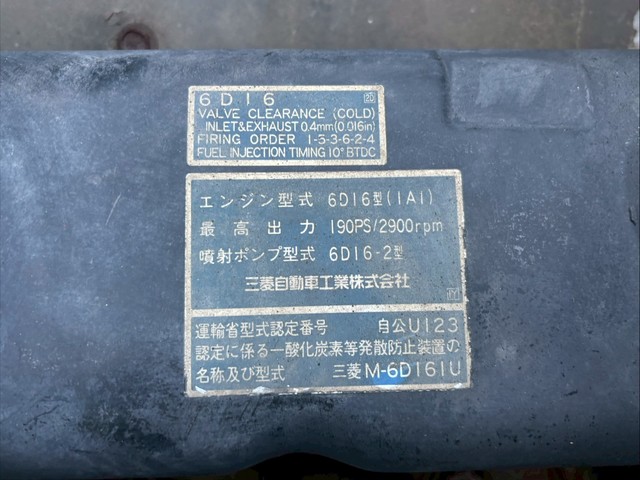 6D16 2D
VALVE CLEARANCE (COLD)
INLET&EXHAUST 0.4mm(0.016in)
FIRING ORDER 1-5-3-6-2-4
FUEL INJECTION TIMING 10° BTDC
エンジン型式 6D16型(1A1)
最高出力 190PS/2900rpm
噴射ポンプ型式 6D16-2型
三菱自動車工業株式会社
運輸省型式認定番号 自公U123
認定に係る一酸化炭素等発散防止装置の
名称及び型式 三菱M-6D161U